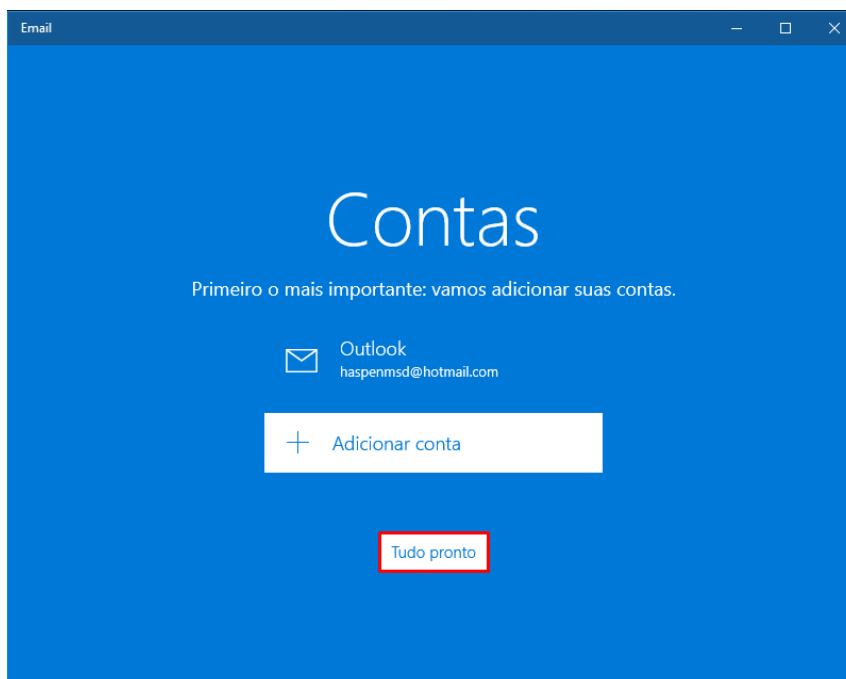 Email
Contas
Primeiro o mais importante: vamos adicionar suas contas.
Outlook
haspenmsd@hotmail.com
Adicionar conta
Tudo pronto